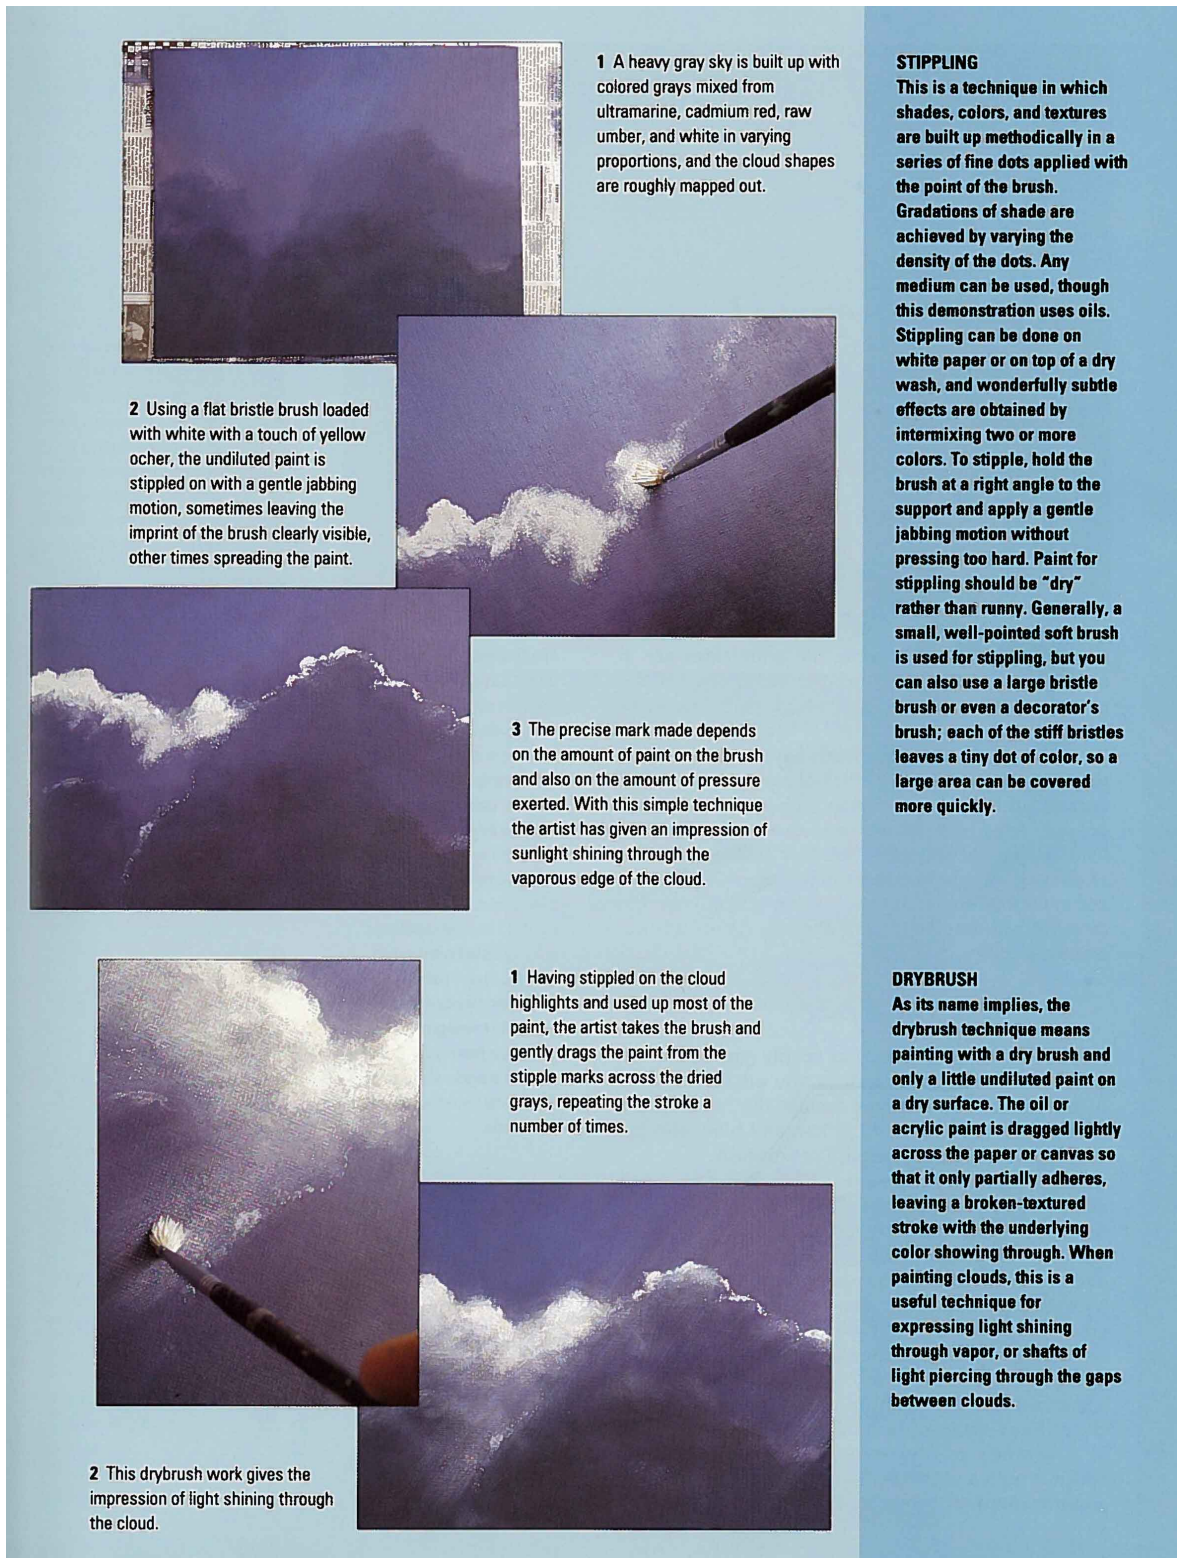 1 A heavy gray sky is built up with
colored grays mixed from
ultramarine, cadmium red, raw
umber, and white in varying
proportions, and the cloud shapes
are roughly mapped out.
2 Using a flat bristle brush loaded
with white with a touch of yellow
ocher, the undiluted paint is
stippled on with a gentle jabbing
motion, sometimes leaving the
imprint of the brush clearly visible,
other times spreading the paint.
3 The precise mark made depends
on the amount of paint on the brush
and also on the amount of pressure
exerted. With this simple technique
the artist has given an impression of
sunlight shining through the
vaporous edge of the cloud.
1 Having stippled on the cloud
highlights and used up most of the
paint, the artist takes the brush and
gently drags the paint from the
stipple marks across the dried
grays, repeating the stroke a
number of times.
2 This drybrush work gives the
impression of light shining through
the cloud.
STIPPLING
This is a technique in which
shades, colors, and textures
are built up methodically in a
series of fine dots applied with
the point of the brush.
Gradations of shade are
achieved by varying the
density of the dots. Any
medium can be used, though
this demonstration uses oils.
Stippling can be done on
white paper or on top of a dry
wash, and wonderfully subtle
effects are obtained by
intermixing two or more
colors. To stipple, hold the
brush at a right angle to the
support and apply a gentle
jabbing motion without
pressing too hard. Paint for
stippling should be "dry"
rather than runny. Generally, a
small, well-pointed soft brush
is used for stippling, but you
can also use a large bristle
brush or even a decorator's
brush; each of the stiff bristles
leaves a tiny dot of color, so a
large area can be covered
more quickly.
DRYBRUSH
As its name implies, the
drybrush technique means
painting with a dry brush and
only a little undiluted paint on
a dry surface. The oil or
acrylic paint is dragged lightly
across the paper or canvas so
that it only partially adheres,
leaving a broken-textured
stroke with the underlying
color showing through. When
painting clouds, this is a
useful technique for
expressing light shining
through vapor, or shafts of
light piercing through the gaps
between clouds.